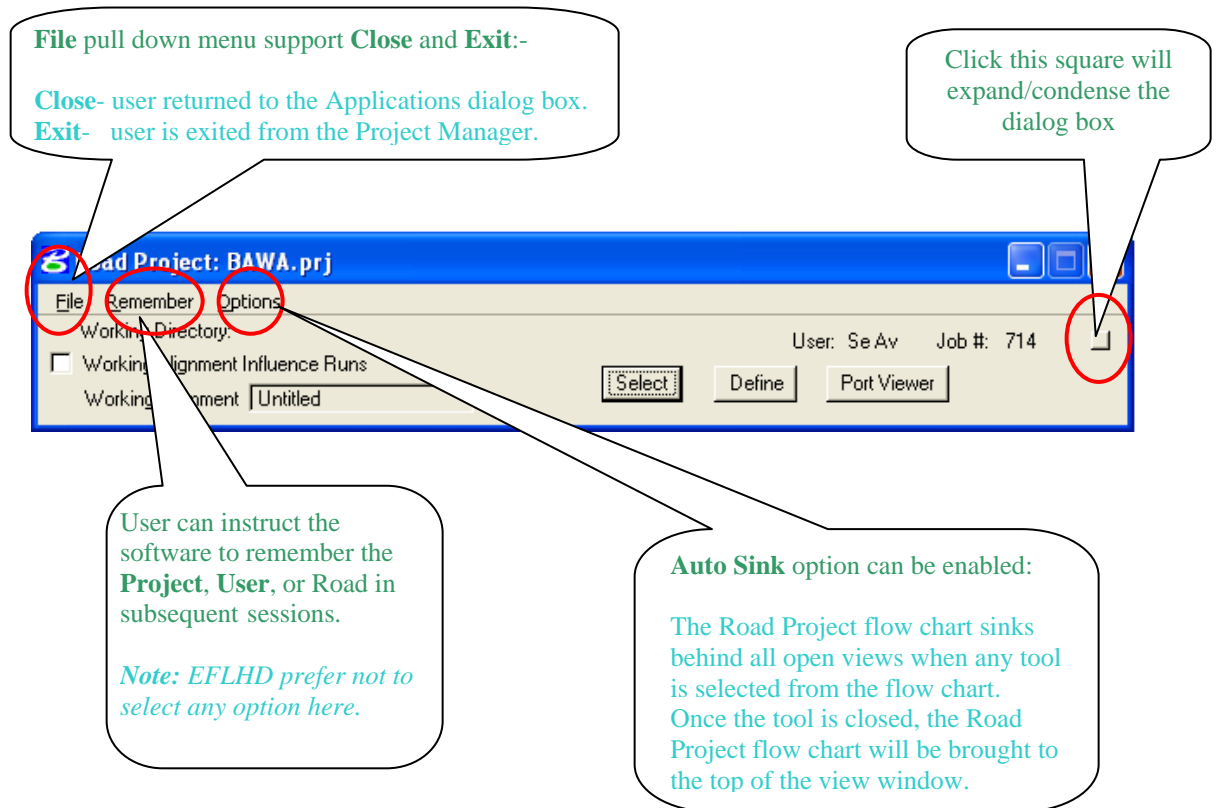 File pull down menu support Close and Exit:-
Close- user returned to the Applications dialog box.
Exit- user is exited from the Project Manager.
Click this square will
expand/condense the
dialog box
ad Project: BAWA.prj
File Remember Options
Working Directory:
User: Se Av Job #: 714
Working Alignment Influence Runs
Select Define Port Viewer
Working nment Untitled
User can instruct the
software to remember the
Project, User, or Road in
subsequent sessions.
Note: EFLHD prefer not to
select any option here.
Auto Sink option can be enabled:
The Road Project flow chart sinks
behind all open views when any tool
is selected from the flow chart.
Once the tool is closed, the Road
Project flow chart will be brought to
the top of the view window.